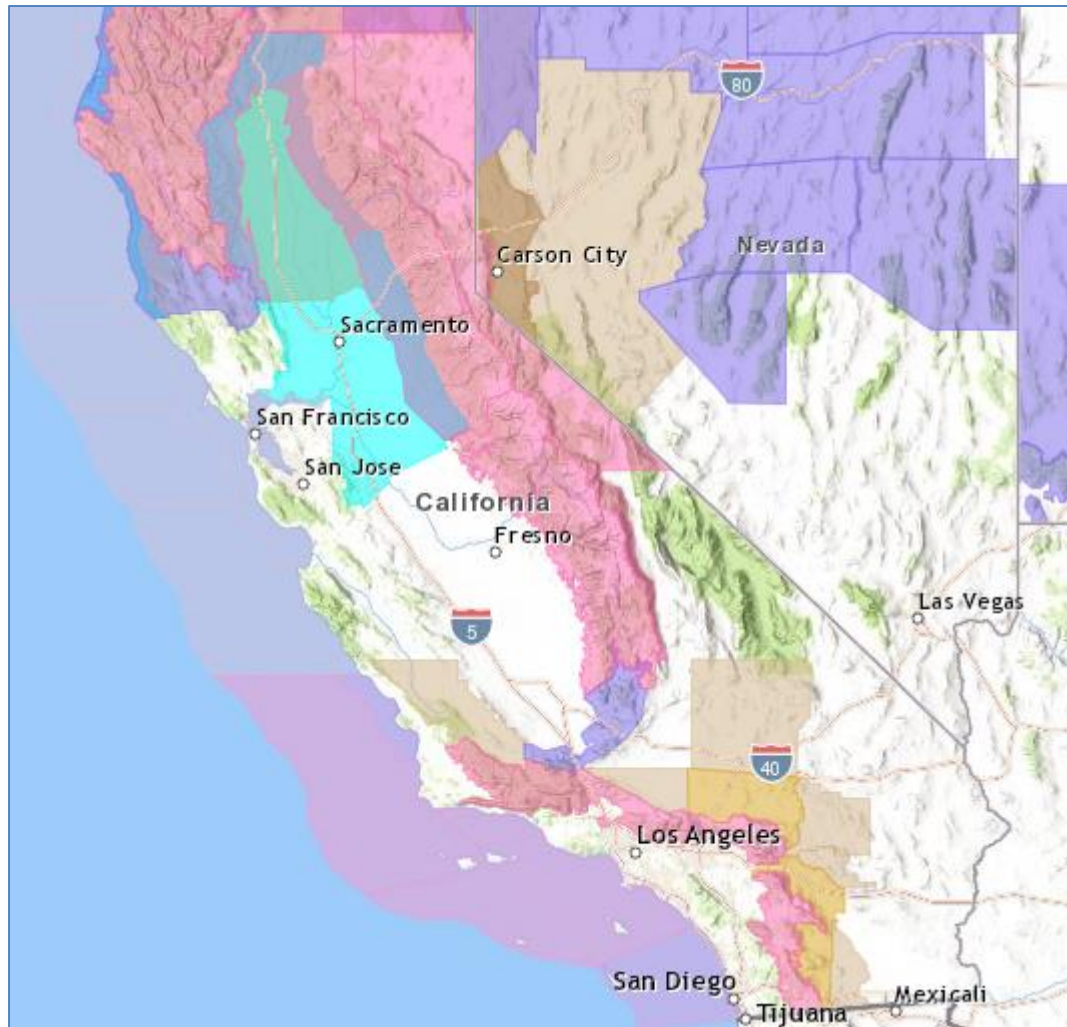 80
Carson City
Nevada
Sacramento
San Francisco
San Jose
California
Fresno
Las Vegas
5
40
Los Angeles
San Diego
Mexicali
Tijuana